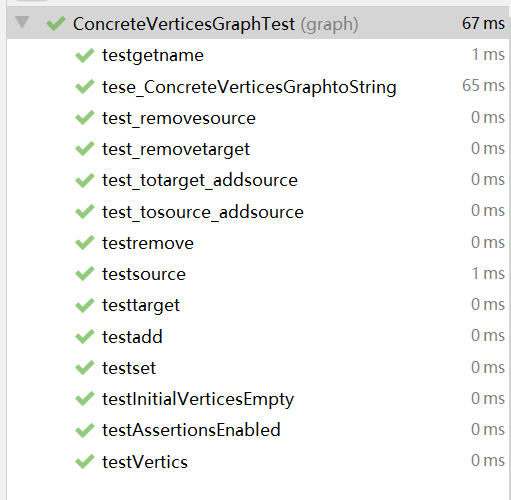 ConcreteVerticesGraphTest (graph) 67 ms
testgetname 1 ms
tese_ConcreteVerticesGraphtoString 65 ms
test_removesource 0 ms
test_removetarget 0 ms
test_totarget_addsource 0 ms
test_tosource_addsource 0 ms
testremove 0 ms
testsource 1 ms
testtarget 0 ms
testadd 0 ms
testset 0 ms
testInitialVerticesEmpty 0 ms
testAssertionsEnabled 0 ms
testVertics 0 ms